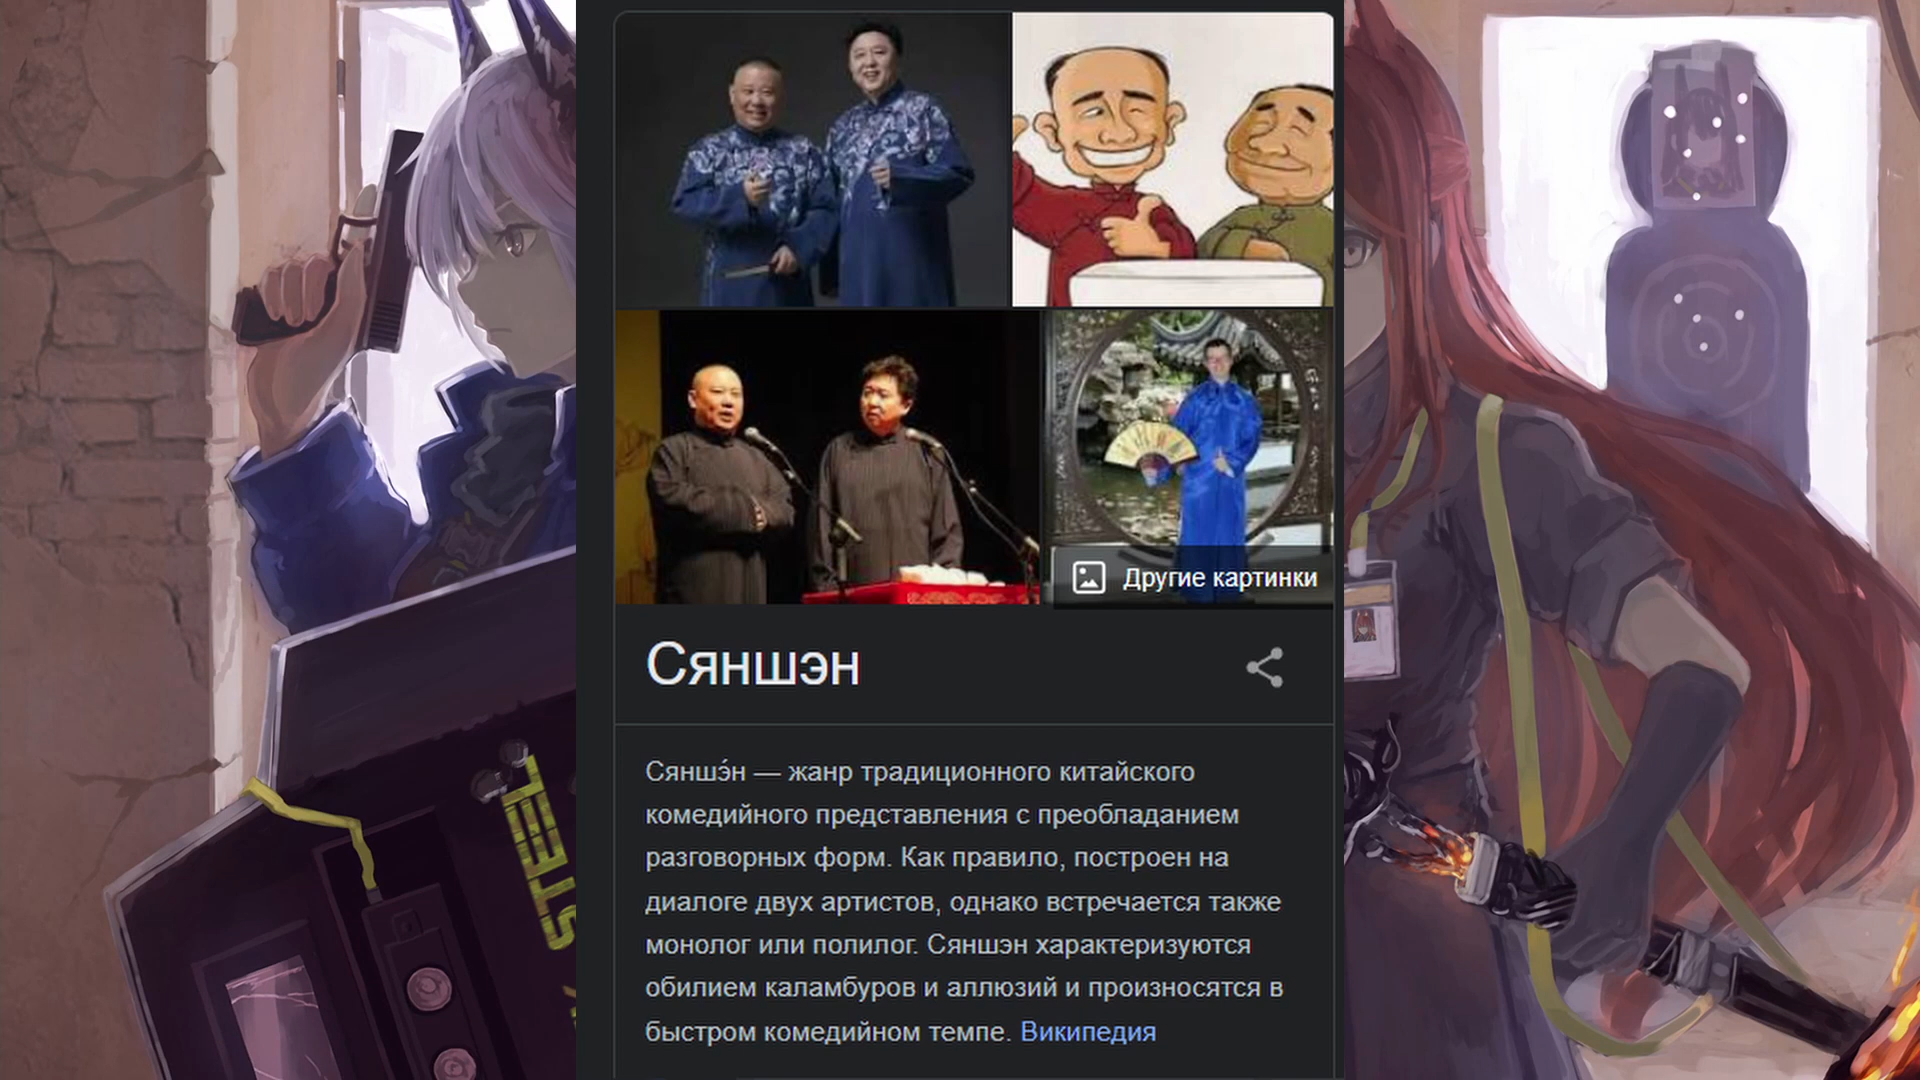 Другие картинки
Сяншэн
Сяншэ́н — жанр традиционного китайского
комедийного представления с преобладанием
разговорных форм. Как правило, построен на
диалоге двух артистов, однако встречается также
монолог или полилог. Сяншэн характеризуются
обилием каламбуров и аллюзий и произносятся в
быстром комедийном темпе. Википедия
STEEL